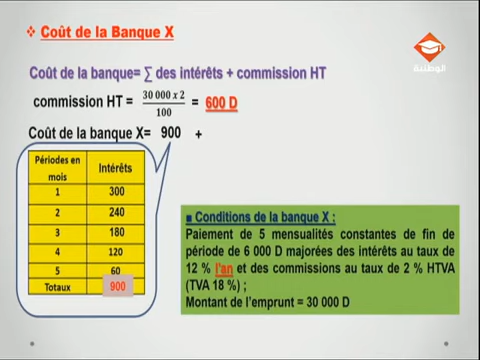 ❖ Coût de la Banque X
الوطنية
Coût de la banque= ∑ des intérêts + commission HT
commission HT = 30 000 x 2 / 100 = 600 D
Coût de la banque X= 900 +
Périodes en mois | Intérêts
1 | 300
2 | 240
3 | 180
4 | 120
5 | 60
Totaux | 900
■ Conditions de la banque X :
Paiement de 5 mensualités constantes de fin de
période de 6 000 D majorées des intérêts au taux de
12 % l'an et des commissions au taux de 2 % HTVA
(TVA 18 %) ;
Montant de l'emprunt = 30 000 D